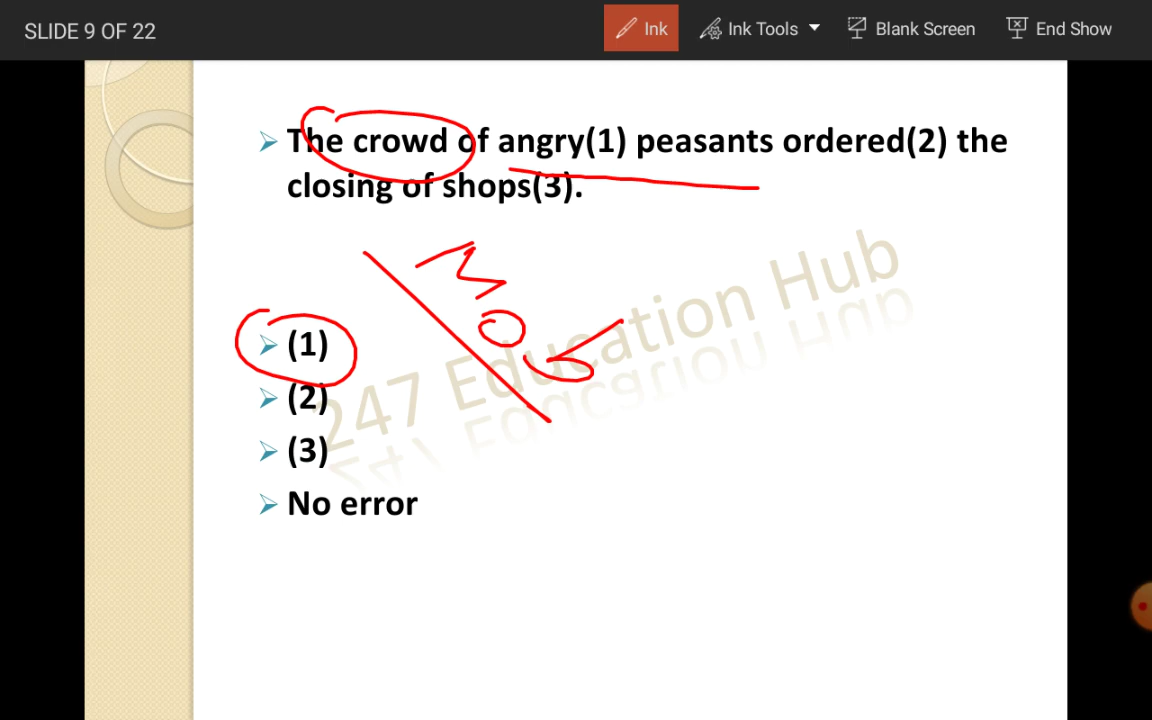 SLIDE 9 OF 22
Ink
Ink Tools
Blank Screen
End Show
The crowd of angry(1) peasants ordered(2) the
closing of shops(3).
Mob
(1)
(2)
(3)
No error
247 Education Hub